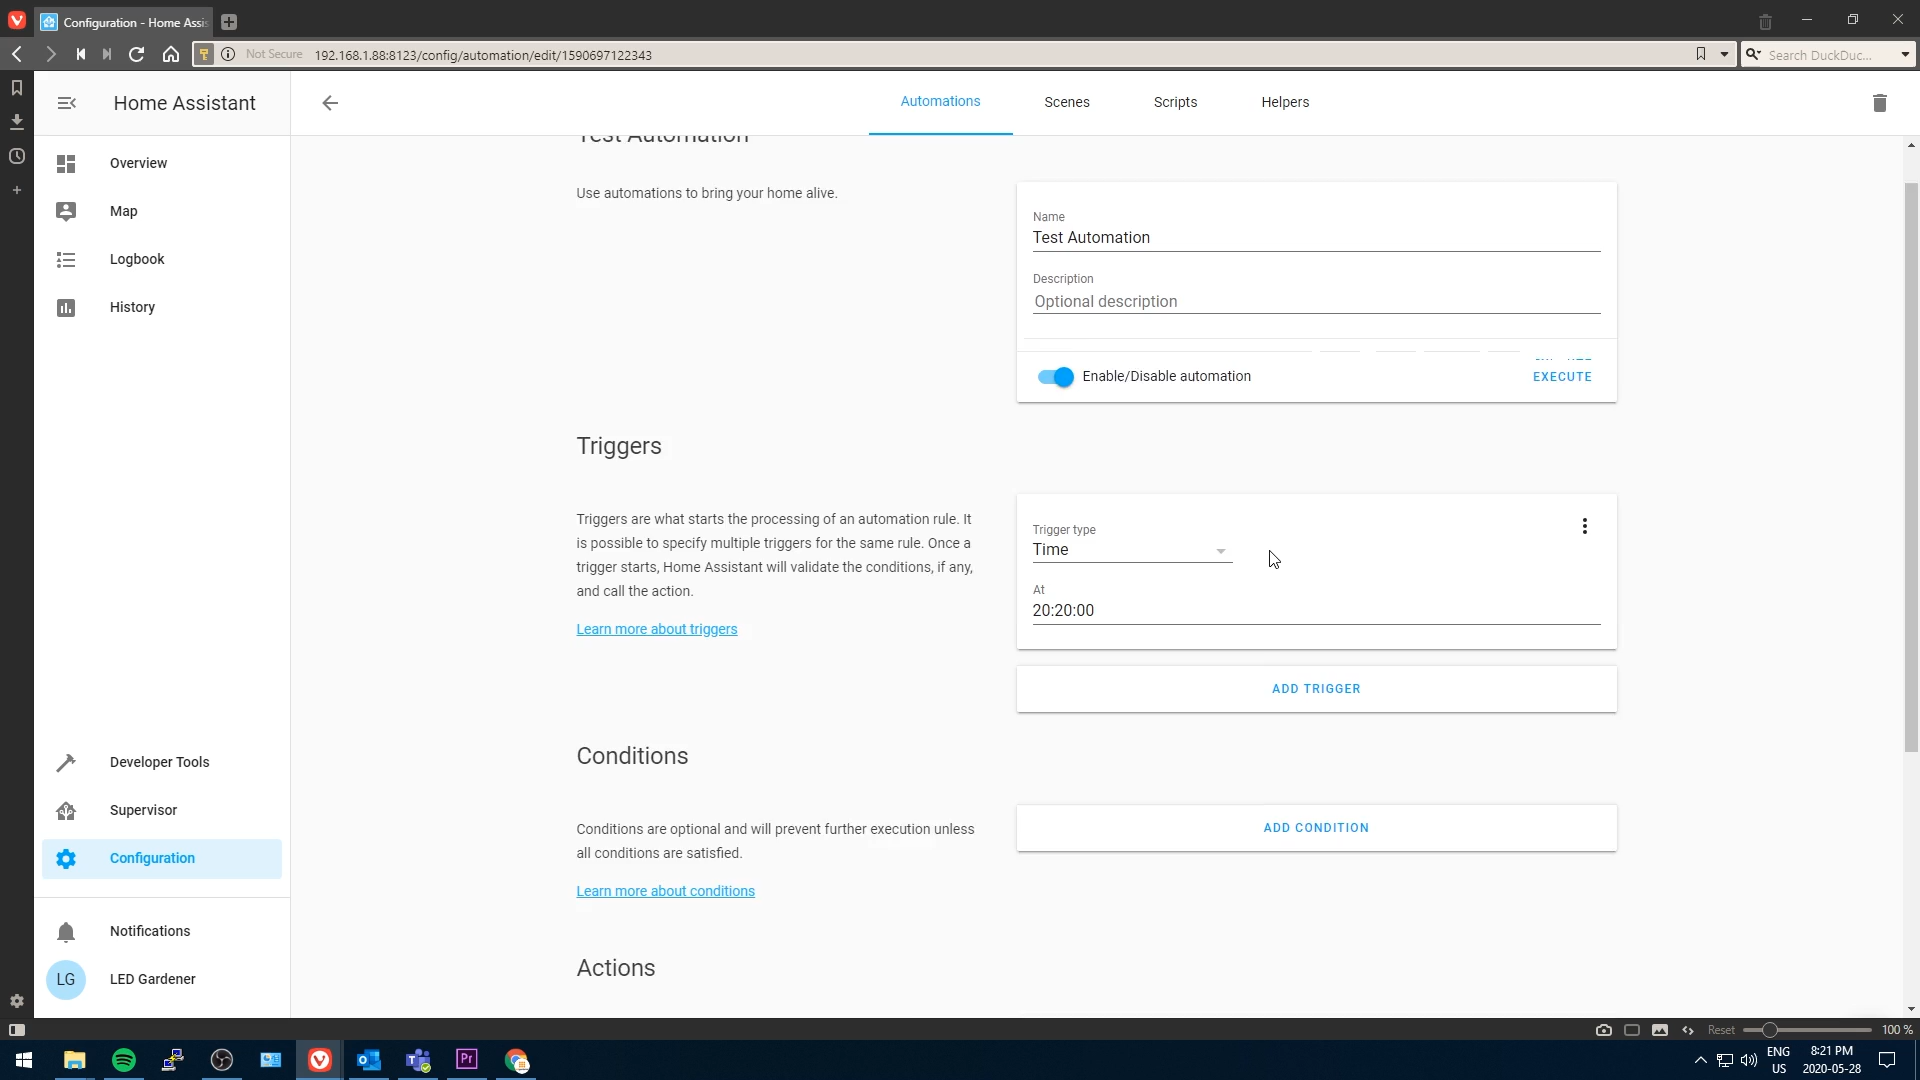 Configuration - Home Assis
Not Secure
192.168.1.88:8123/config/automation/edit/1590697122343
Search DuckDuc...
Home Assistant
Automations
Scenes
Scripts
Helpers
Overview
Map
Logbook
History
Developer Tools
Supervisor
Configuration
Notifications
LG
LED Gardener
Test Automation
Use automations to bring your home alive.
Name
Test Automation
Description
Optional description
Enable/Disable automation
EXECUTE
Triggers
Triggers are what starts the processing of an automation rule. It
is possible to specify multiple triggers for the same rule. Once a
trigger starts, Home Assistant will validate the conditions, if any,
and call the action.
Learn more about triggers
Trigger type
Time
At
20:20:00
ADD TRIGGER
Conditions
Conditions are optional and will prevent further execution unless
all conditions are satisfied.
Learn more about conditions
ADD CONDITION
Actions
Reset
100 %
Pr
ENG
US
8:21 PM
2020-05-28